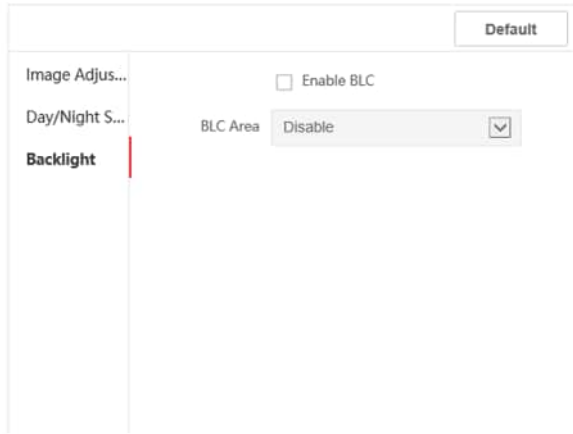 Default
Image Adjus...
Enable BLC
Day/Night S...
BLC Area Disable
Backlight